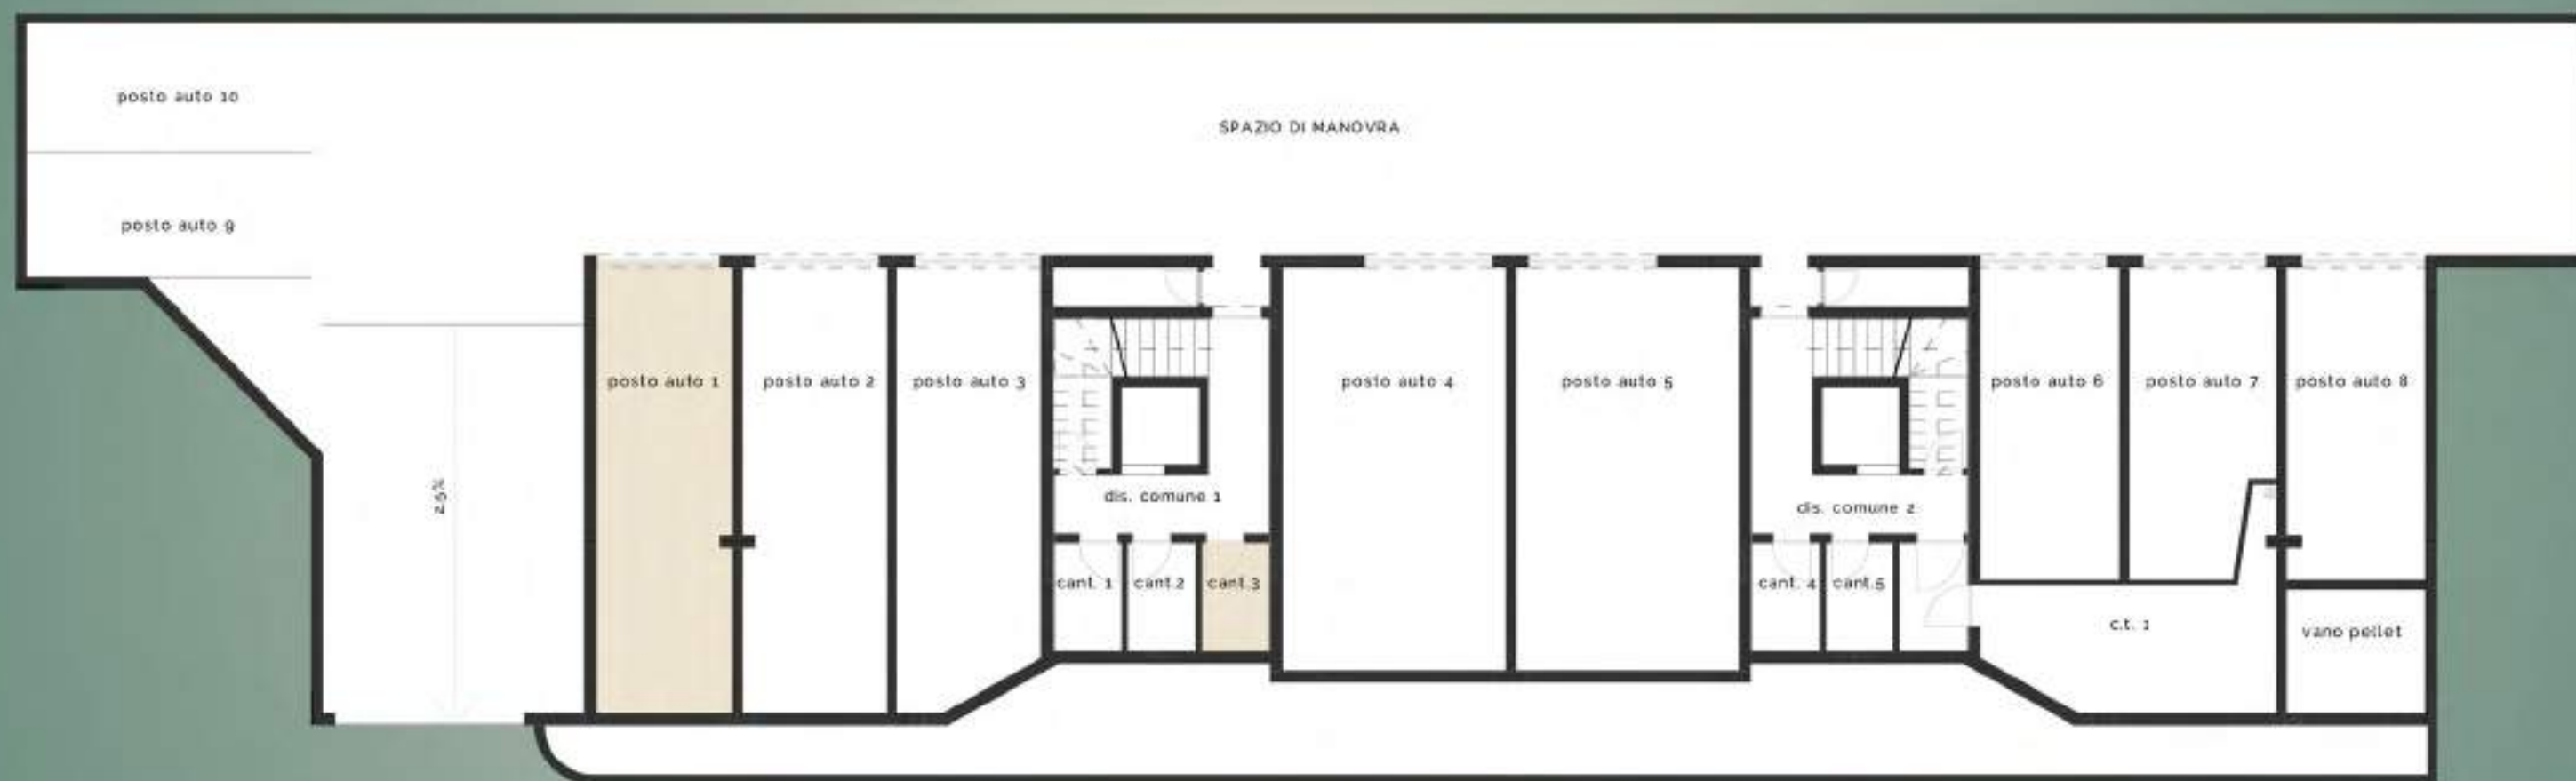 posto auto 10
SPAZIO DI MANOVRA
posto auto 9
posto auto 1
posto auto 2
posto auto 3
posto auto 4
posto auto 5
posto auto 6
posto auto 7
posto auto 8
2.5%
dis. comune 1
dis. comune 2
cant. 1
cant.2
cant.3
cant. 4
cant.5
c.t. 1
vano pellet